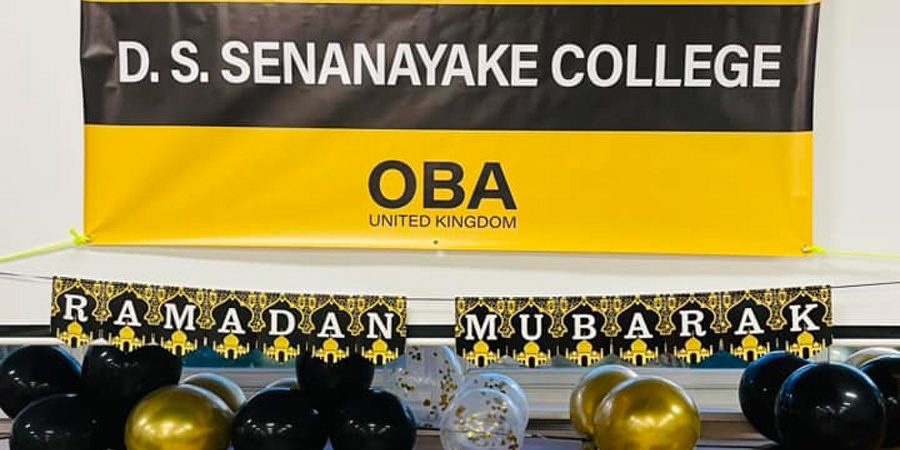 D. S. SENANAYAKE COLLEGE
OBA
UNITED KINGDOM
RAMADAN MUBARAK